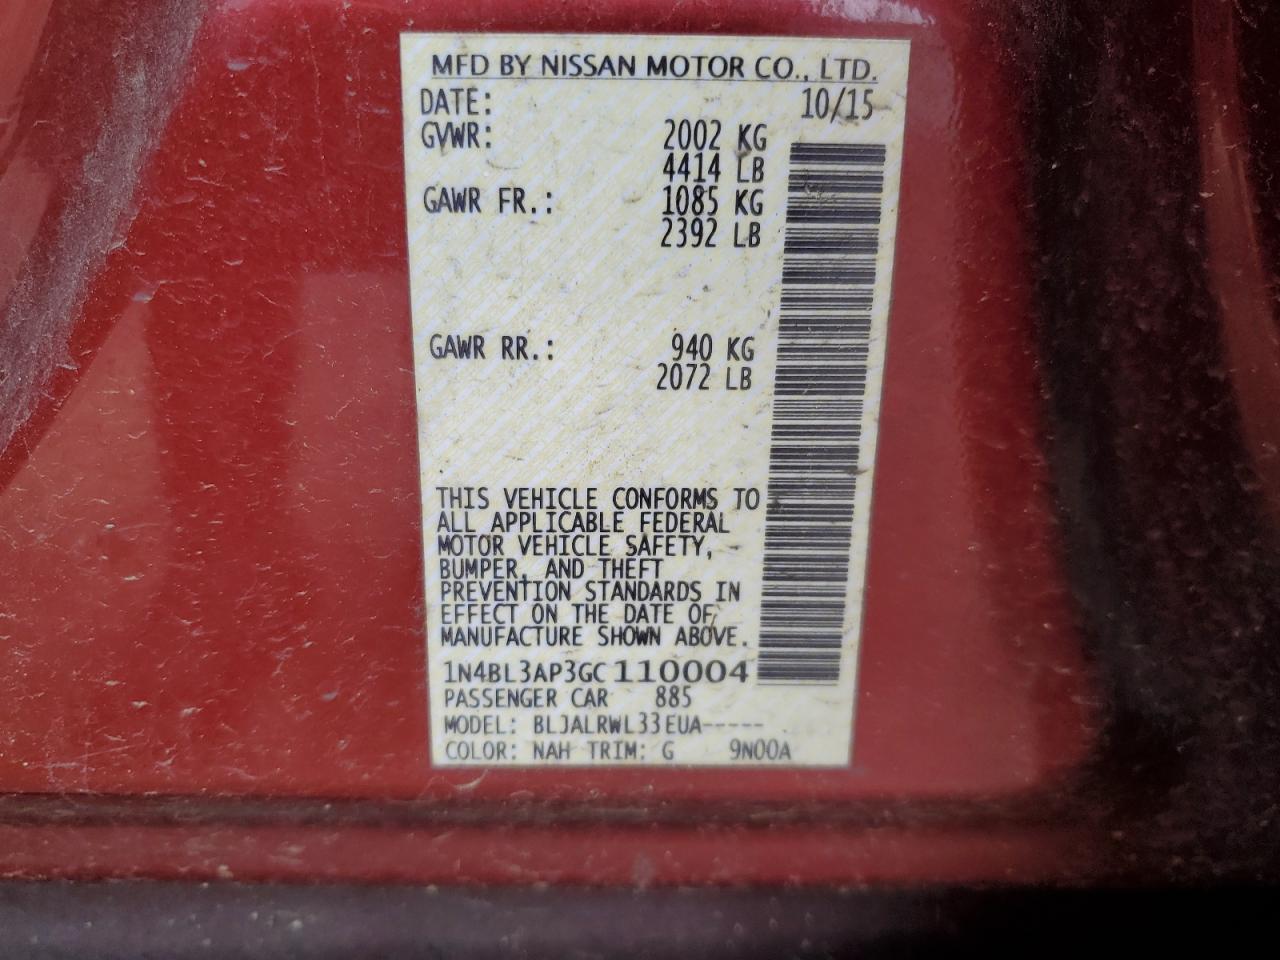 MFD BY NISSAN MOTOR CO., LTD.
DATE: 10/15
GVWR: 2002 KG
4414 LB
GAWR FR.: 1085 KG
2392 LB
GAWR RR.: 940 KG
2072 LB
THIS VEHICLE CONFORMS TO
ALL APPLICABLE FEDERAL
MOTOR VEHICLE SAFETY,
BUMPER, AND THEFT
PREVENTION STANDARDS IN
EFFECT ON THE DATE OF
MANUFACTURE SHOWN ABOVE.
1N4BL3AP3GC110004
PASSENGER CAR 885
MODEL: BLJALRWL33EUA-----
COLOR: NAH TRIM: G 9N00A